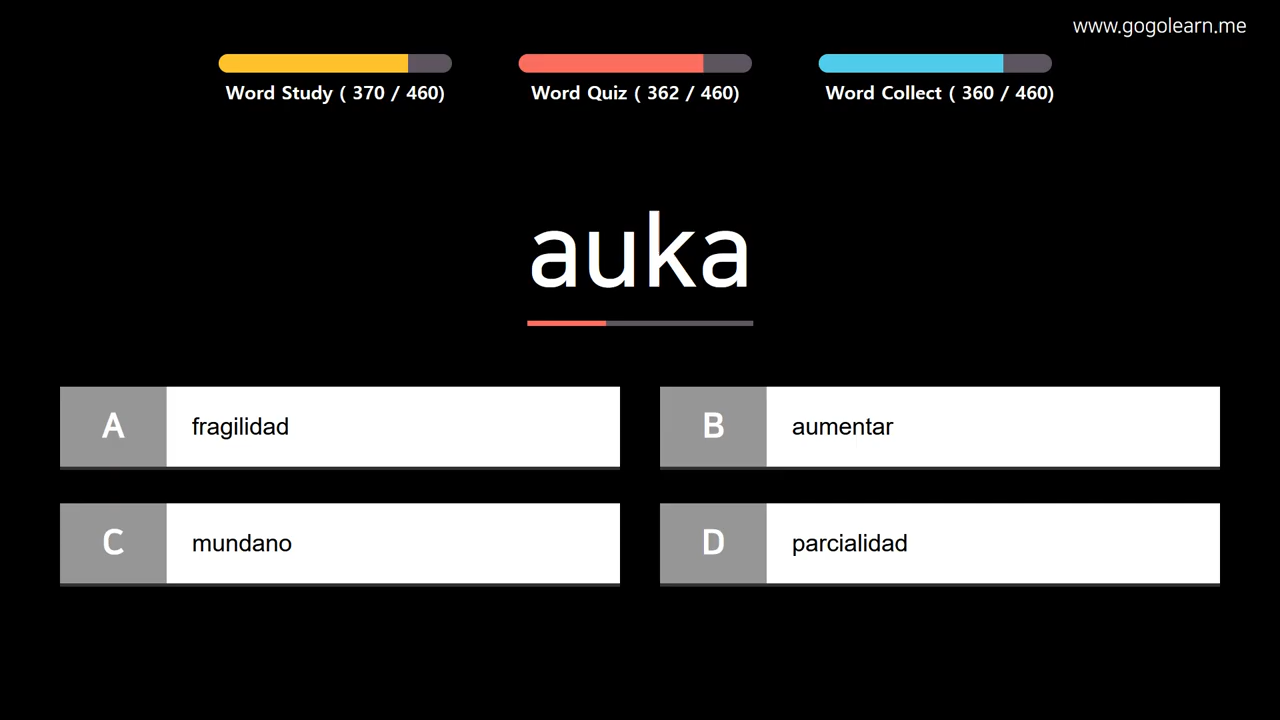 www.gogolearn.me
Word Study ( 370 / 460)
Word Quiz ( 362 / 460)
Word Collect ( 360 / 460)
auka
A fragilidad
B aumentar
C mundano
D parcialidad